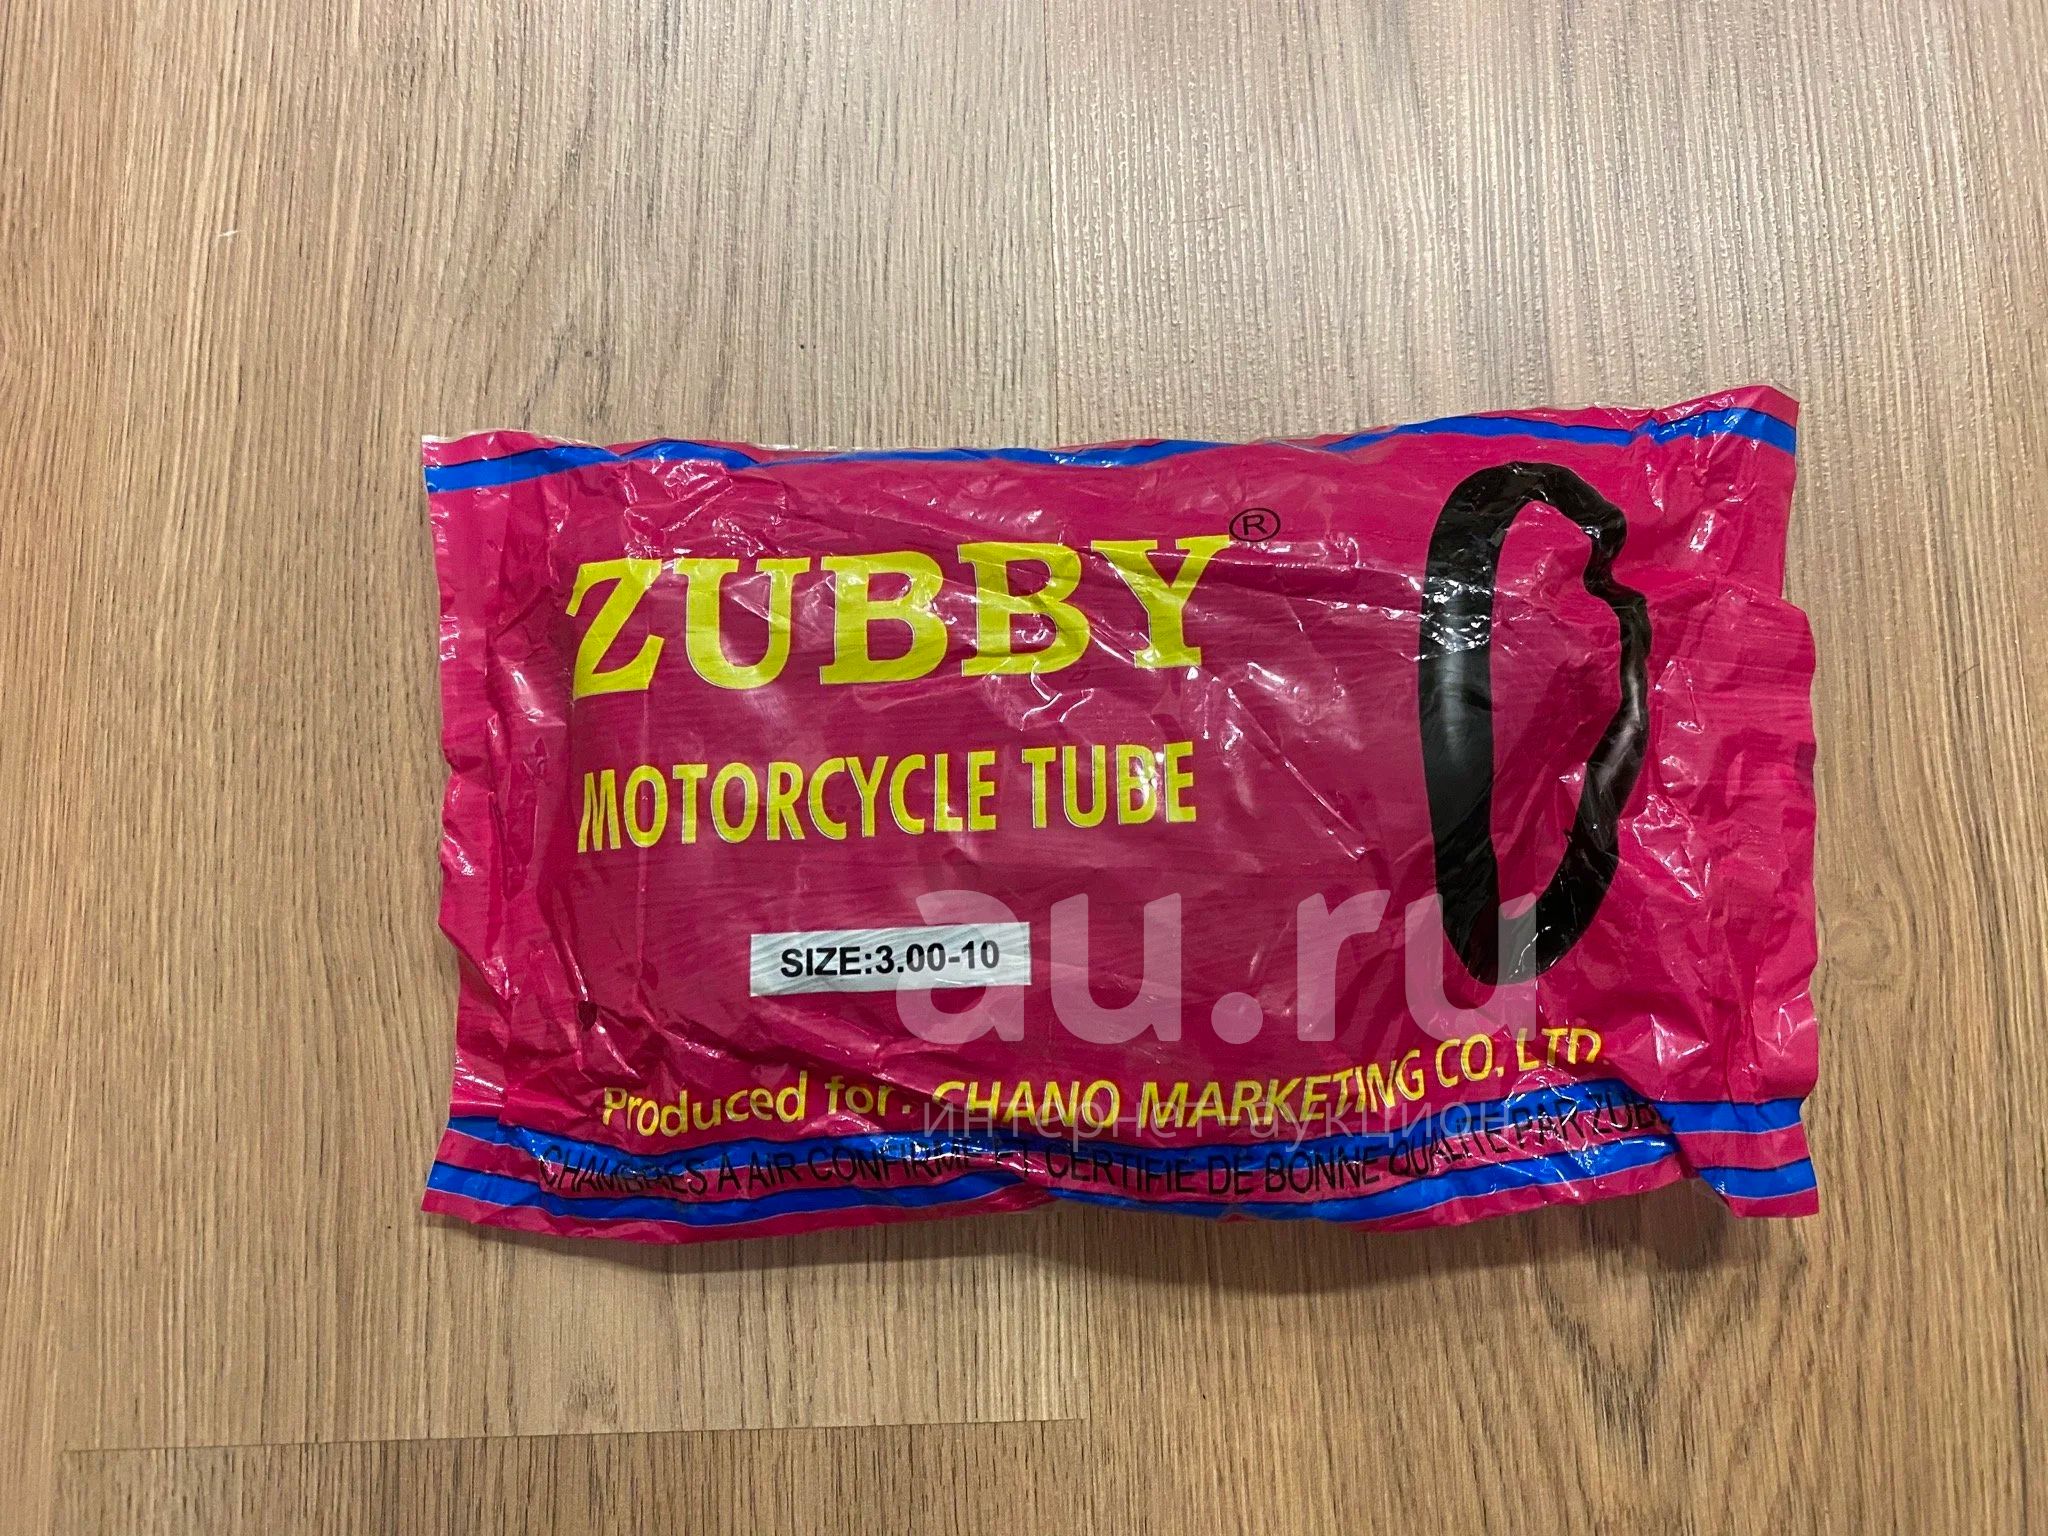 ZUBBY®
MOTORCYCLE TUBE
SIZE:3.00-10
au.ru
Produced for. CHANO MARKETING CO, LTD.
интернет-аукцион
CHAMBRES A AIR CONFIRME ET CERTIFIE DE BONNE QUALITE PAR